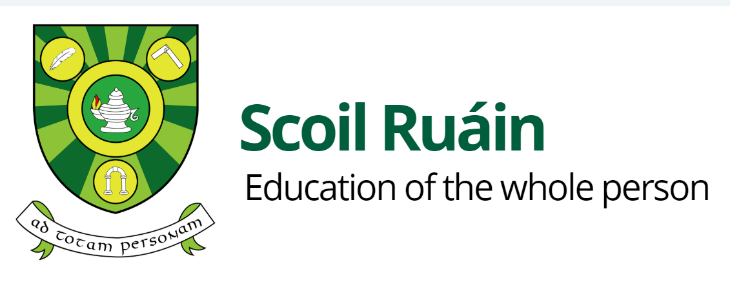 Scoil Ruáin
Education of the whole person
ad totam personam